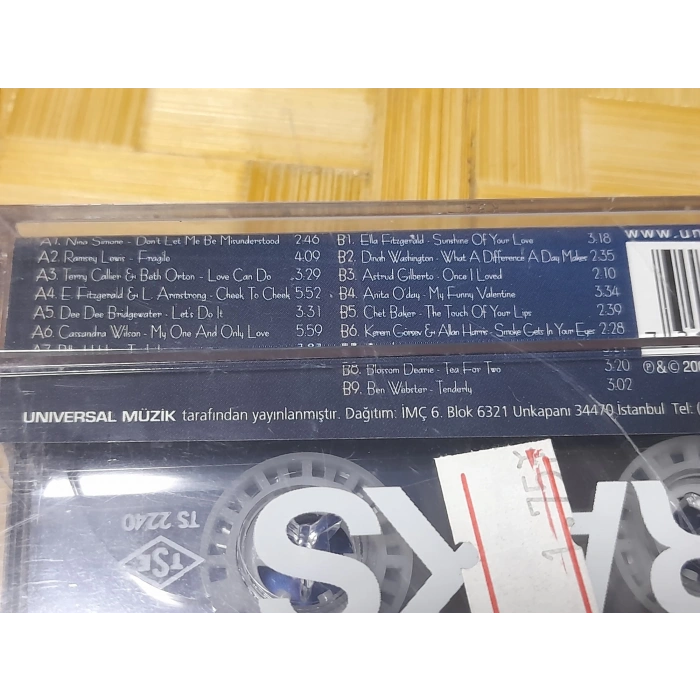 A1. Nina Simone - Don't Let Me Be Misunderstood 2:46
A2. Ramsey Lewis - Fragile 4:09
A3. Terry Callier & Beth Orton - Love Can Do 3:29
A4. E Fitzgerald & L Armstrong - Cheek To Cheek 5:52
A5. Dee Dee Bridgewater - Let's Do It 3:31
A6. Cassandra Wilson - My One And Only Love 5:59
B1. Ella Fitzgerald - Sunshine Of Your Love 3:18
B2. Dinah Washington - What A Difference A Day Makes 2:35
B3. Astrud Gilberto - Once I Loved 2:10
B4. Anita O'day - My Funny Valentine 3:34
B5. Chet Baker - The Touch Of Your Lips 2:39
B6. Kerem Görsev & Allan Harris - Smoke Gets In Your Eyes 2:28
B8. Blossom Dearie - Tea For Two 3:20
B9. Ben Webster - Tenderly 3:02
www.un
℗ & © 20
UNIVERSAL MÜZİK tarafından yayınlanmıştır. Dağıtım: İMÇ 6. Blok 6321 Unkapanı 34470 İstanbul Tel: (
TS 2240
TSE
RAKS